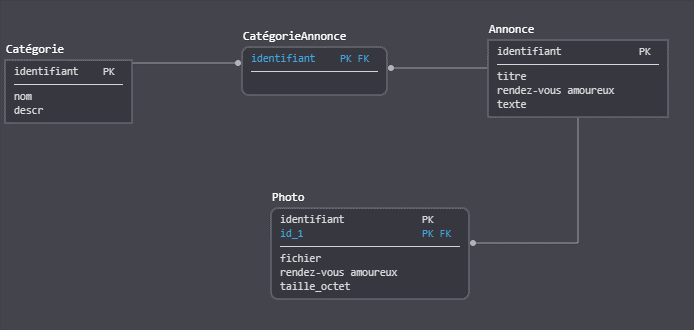 Catégorie
identifiant PK
nom
descr
CatégorieAnnonce
identifiant PK FK
Annonce
identifiant PK
titre
rendez-vous amoureux
texte
Photo
identifiant PK
id_1 PK FK
fichier
rendez-vous amoureux
taille_octet